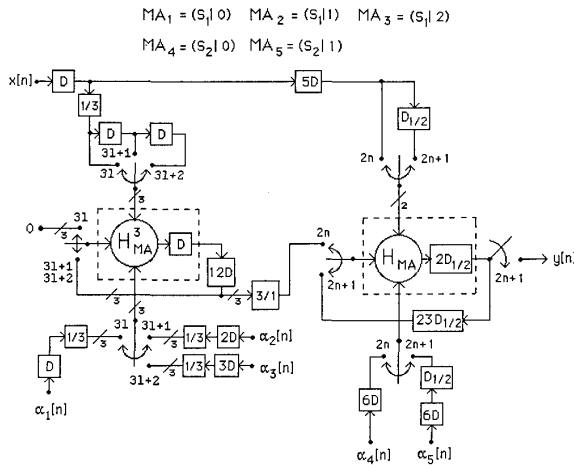 MA₁ = (S₁|0) MA₂ = (S₁|1) MA₃ = (S₁|2)
MA₄ = (S₂|0) MA₅ = (S₂|1)
x[n] D 5D
1/3 D₁/₂
D D
3l+1
3l 3l+2 2n 2n+1
3 2
0 3 3l H³MA D 2n HMA 2D₁/₂ y[n]
3l+1
3l+2
12D
2n+1 2n+1
3 3 3 3/1
3
23D₁/₂
3l 3l+1
1/3 3 3 1/3 2D α₂[n]
2n 2n+1
D 3l+2 3 1/3 3D α₃[n]
6D D₁/₂
6D
α₁[n] α₄[n] α₅[n]